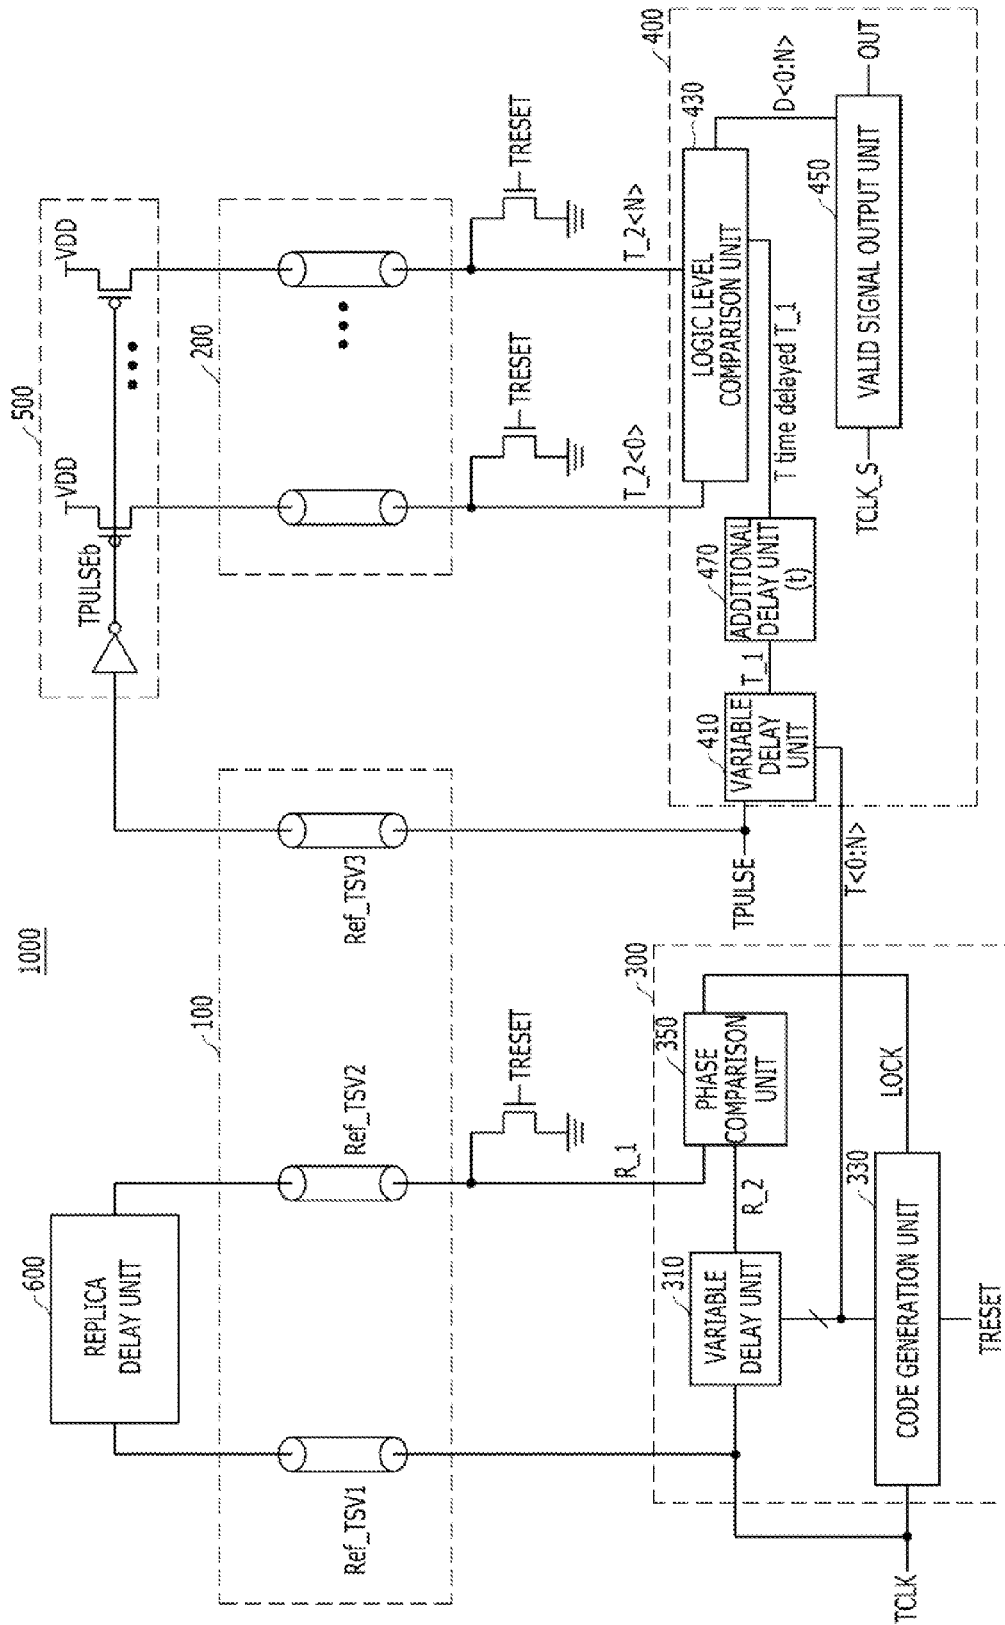 1000
500
VDD
VDD
TPULSEb
600
REPLICA
DELAY UNIT
100
200
Ref_TSV1
Ref_TSV2
Ref_TSV3
TRESET
TRESET
TRESET
R_1
T_2<0>
T_2<N>
300
310
VARIABLE
DELAY UNIT
R_2
350
PHASE
COMPARISON
UNIT
LOCK
330
CODE GENERATION UNIT
TCLK
TRESET
T<0:N>
TPULSE
400
410
VARIABLE
DELAY
UNIT
T_1
470
ADDITIONAL
DELAY UNIT
(t)
T time delayed T_1
430
LOGIC LEVEL
COMPARISON UNIT
D<0:N>
450
VALID SIGNAL OUTPUT UNIT
TCLK_S
OUT